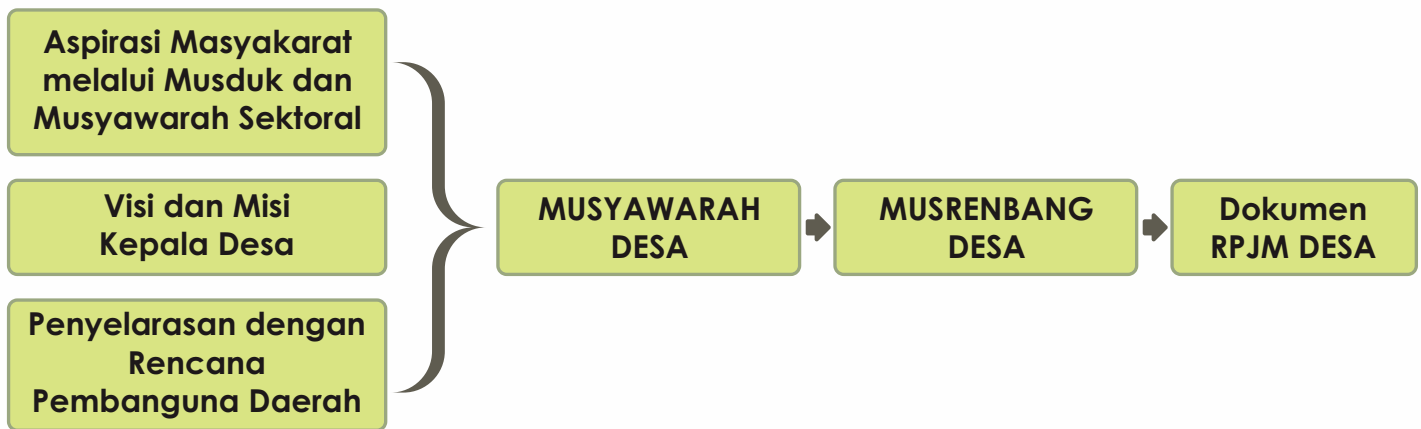 Aspirasi Masyakarat
melalui Musduk dan
Musyawarah Sektoral
Visi dan Misi
Kepala Desa
Penyelarasan dengan
Rencana
Pembanguna Daerah
MUSYAWARAH
DESA
MUSRENBANG
DESA
Dokumen
RPJM DESA